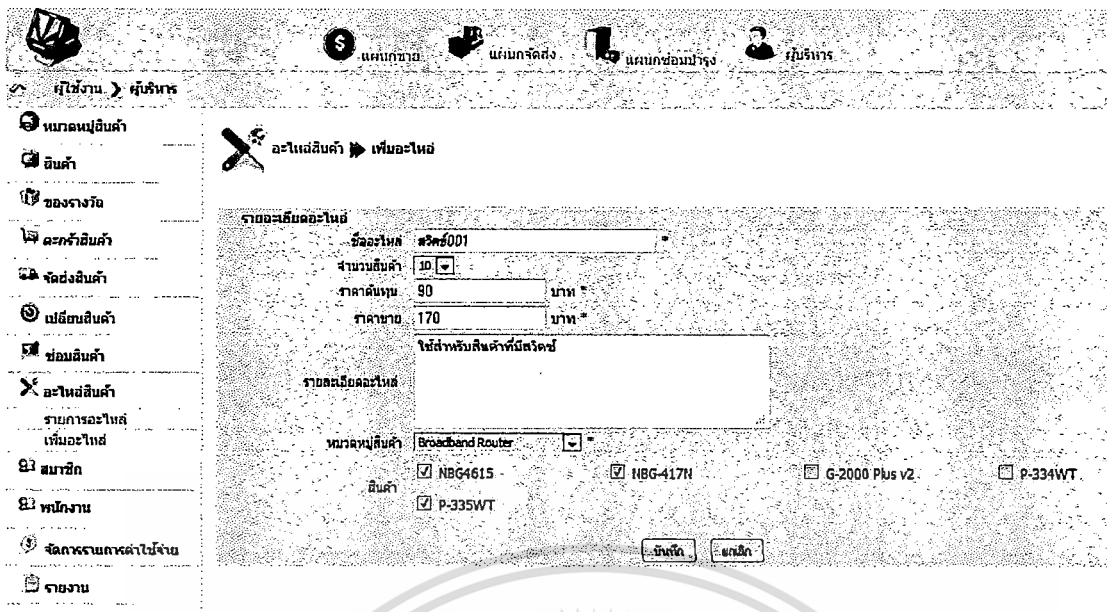 แผนกขาย แผนกจัดส่ง แผนกซ่อมบำรุง ผู้บริหาร
ผู้ใช้งาน ❯ ผู้บริหาร
หมวดหมู่สินค้า
สินค้า
ของรางวัล
ตะกร้าสินค้า
จัดส่งสินค้า
เปลี่ยนสินค้า
ซ่อมสินค้า
อะไหล่สินค้า
รายการอะไหล่
เพิ่มอะไหล่
สมาชิก
พนักงาน
จัดการรายการค่าใช้จ่าย
รายงาน
อะไหล่สินค้า เพิ่มอะไหล่
รายละเอียดอะไหล่
ชื่ออะไหล่ สวิตช์001 *
จำนวนสินค้า 10
ราคาต้นทุน 90 บาท *
ราคาขาย 170 บาท *
รายละเอียดอะไหล่ ใช้สำหรับสินค้าที่มีสวิตช์
หมวดหมู่สินค้า Broadband Router *
สินค้า NBG4615 NBG-417N G-2000 Plus v2 P-334WT
P-335WT
บันทึก ยกเลิก